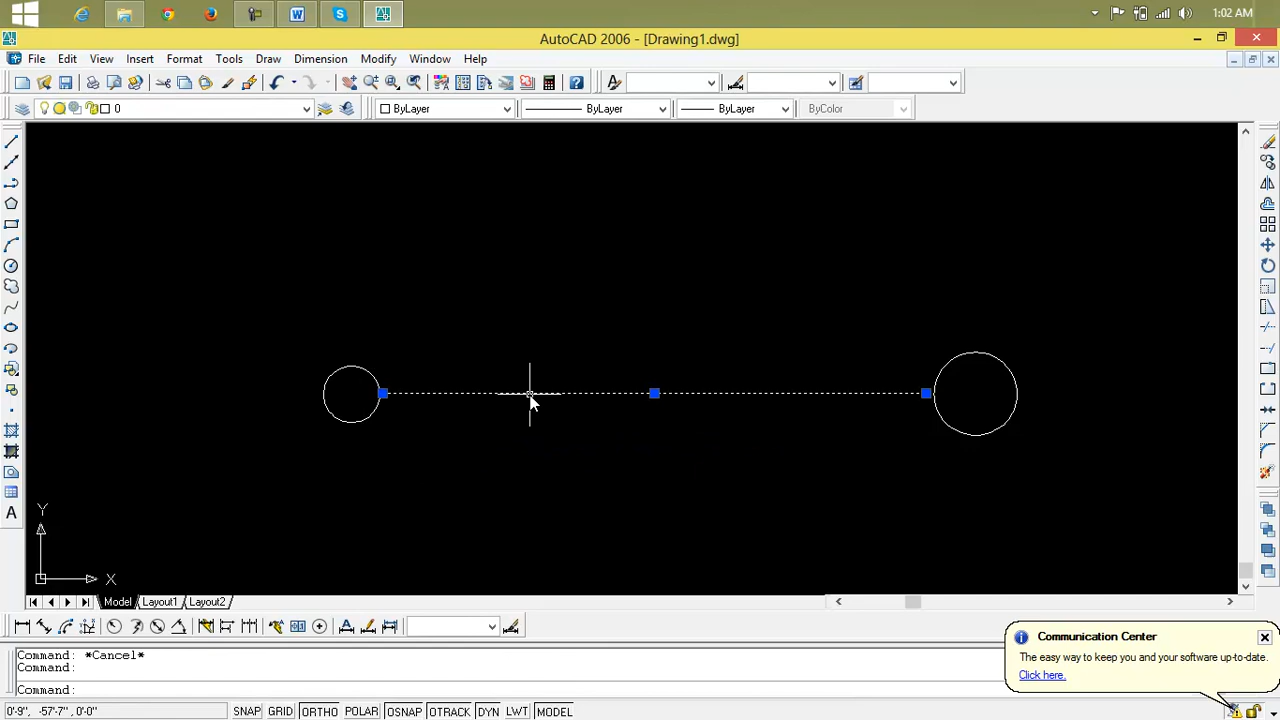 1:02 AM
AutoCAD 2006 - [Drawing1.dwg]
File Edit View Insert Format Tools Draw Dimension Modify Window Help
0 ByLayer ByLayer ByLayer ByColor
Y
X
Model Layout1 Layout2
Communication Center
The easy way to keep you and your software up-to-date.
Click here.
Command: *Cancel*
Command:
Command:
0'-9", -57'-7", 0'-0" SNAP GRID ORTHO POLAR OSNAP OTRACK DYN LWT MODEL